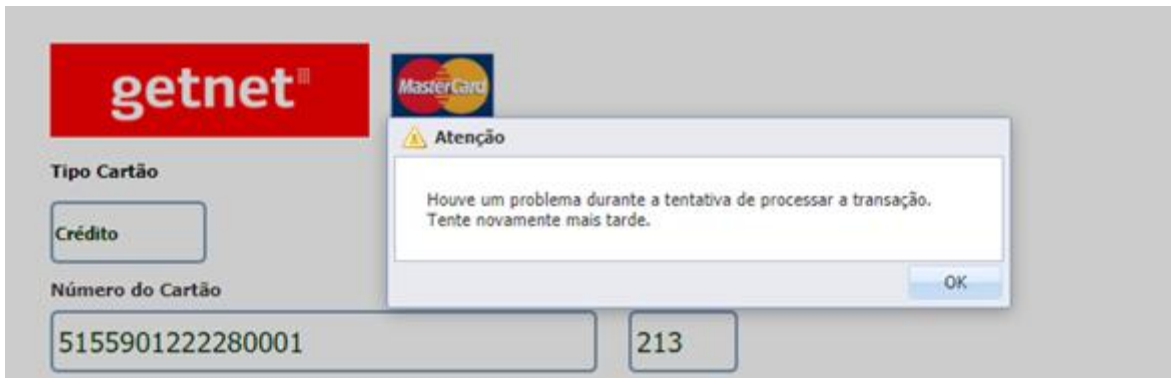 getnet
MasterCard
Atenção
Tipo Cartão
Houve um problema durante a tentativa de processar a transação.
Tente novamente mais tarde.
Crédito
OK
Número do Cartão
5155901222280001
213